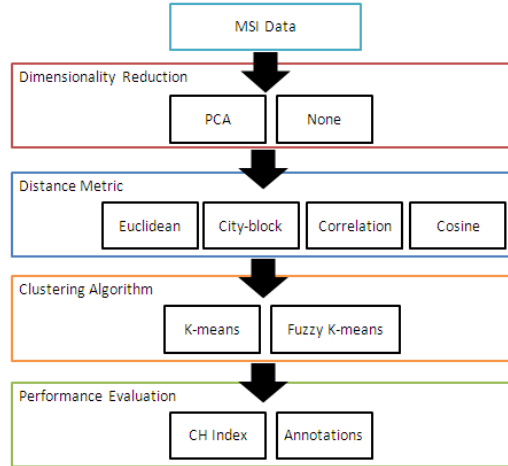 MSI Data
Dimensionality Reduction
PCA
None
Distance Metric
Euclidean
City-block
Correlation
Cosine
Clustering Algorithm
K-means
Fuzzy K-means
Performance Evaluation
CH Index
Annotations